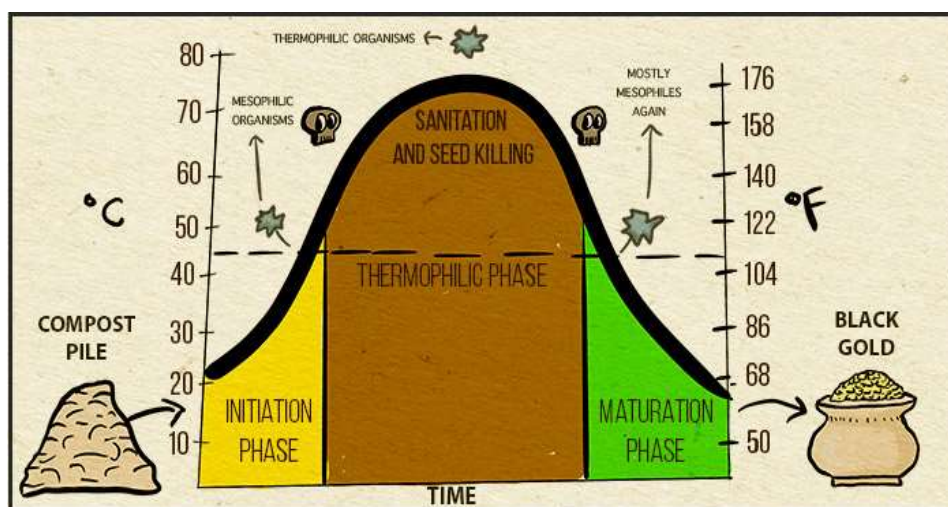 THERMOPHILIC ORGANISMS
80
70
60
50
40
30
20
10
°C
MESOPHILIC
ORGANISMS
SANITATION
AND SEED KILLING
MOSTLY
MESOPHILES
AGAIN
176
158
140
122
104
86
68
50
°F
THERMOPHILIC PHASE
COMPOST
PILE
INITIATION
PHASE
MATURATION
PHASE
BLACK
GOLD
TIME